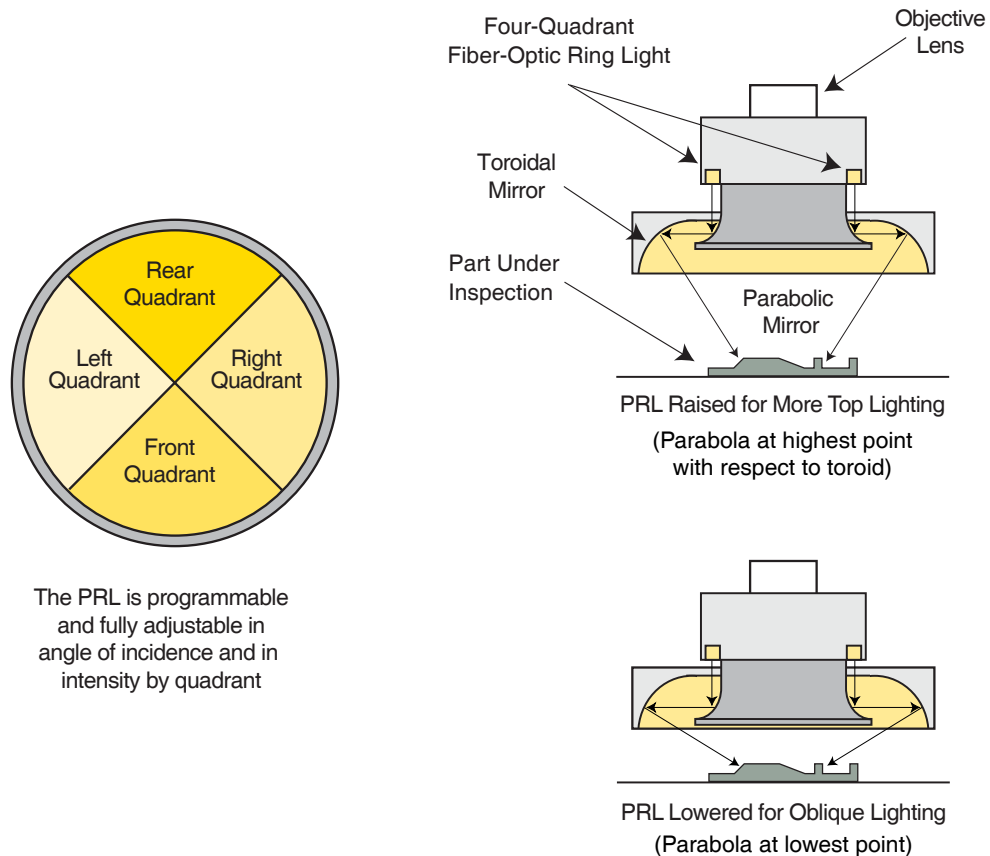 Four-Quadrant
Fiber-Optic Ring Light
Objective
Lens
Toroidal
Mirror
Part Under
Inspection
Parabolic
Mirror
PRL Raised for More Top Lighting
(Parabola at highest point
with respect to toroid)
Rear
Quadrant
Left
Quadrant
Right
Quadrant
Front
Quadrant
The PRL is programmable
and fully adjustable in
angle of incidence and in
intensity by quadrant
PRL Lowered for Oblique Lighting
(Parabola at lowest point)